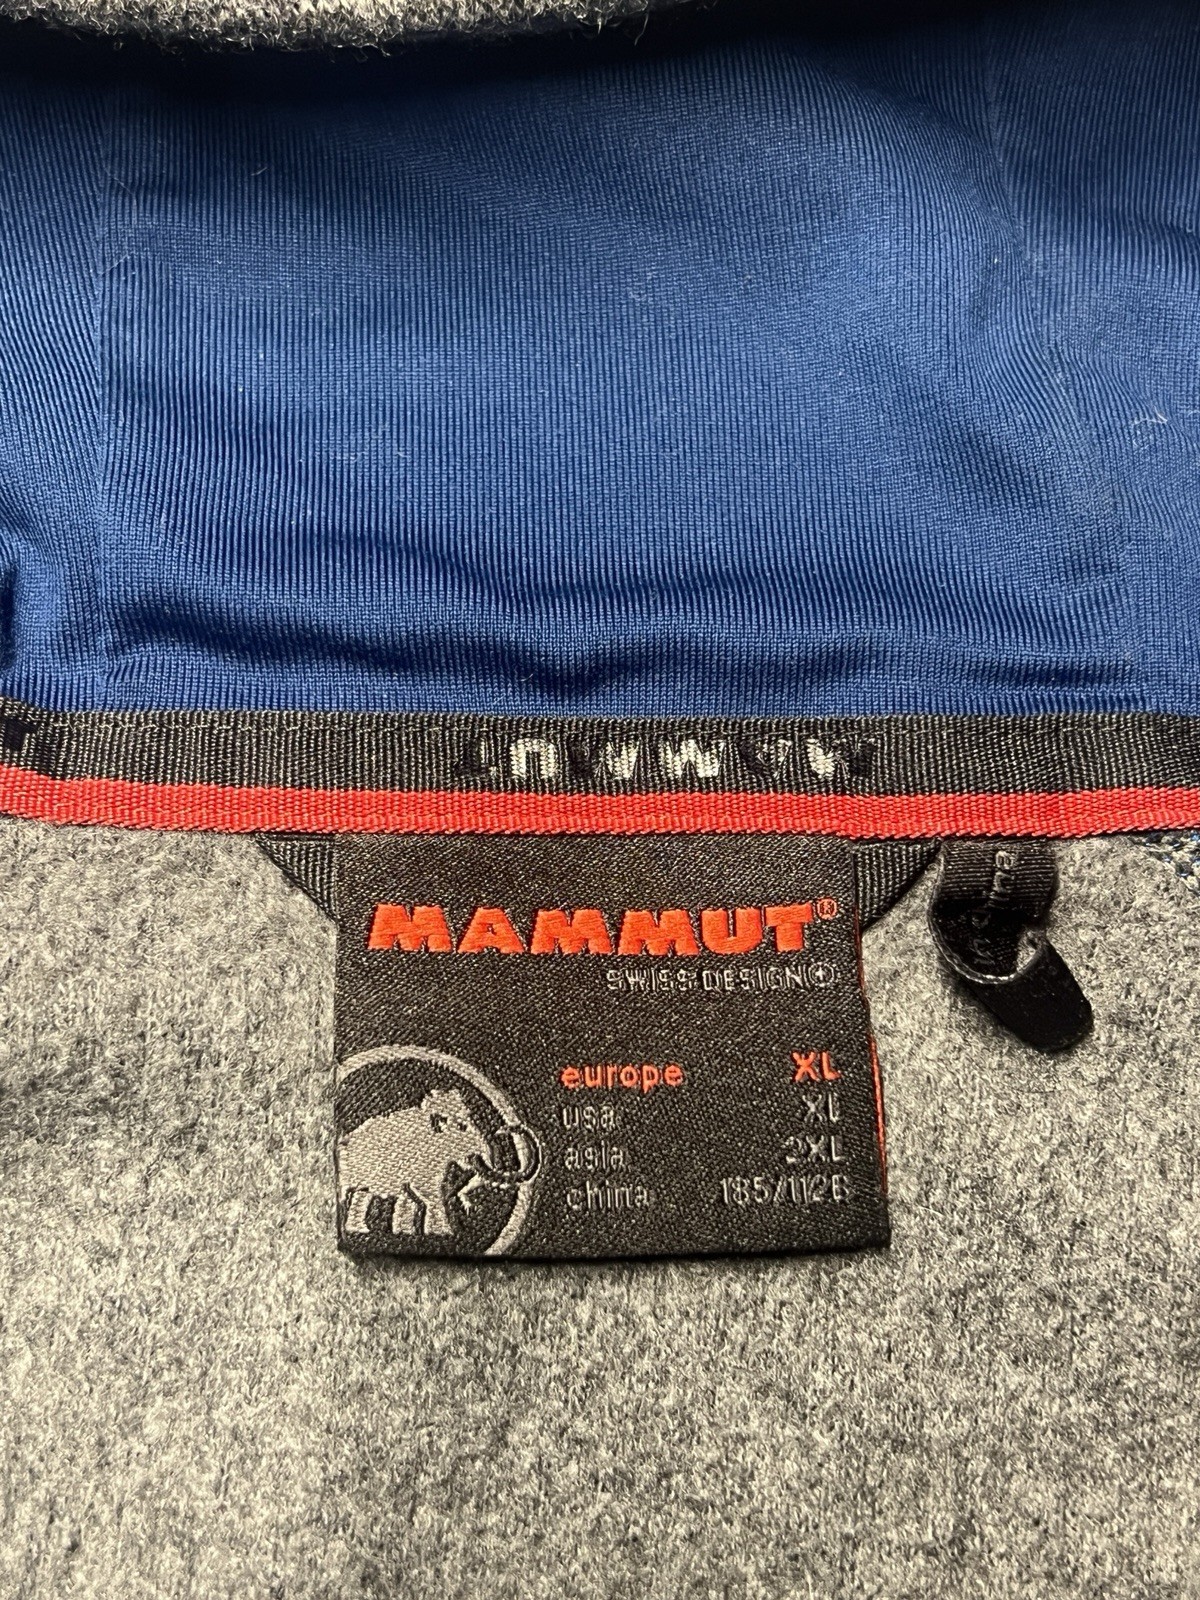 MAMMUT
MAMMUT®
SWISS DESIGN
europe XL
usa XL
asia 2XL
china 185/112B